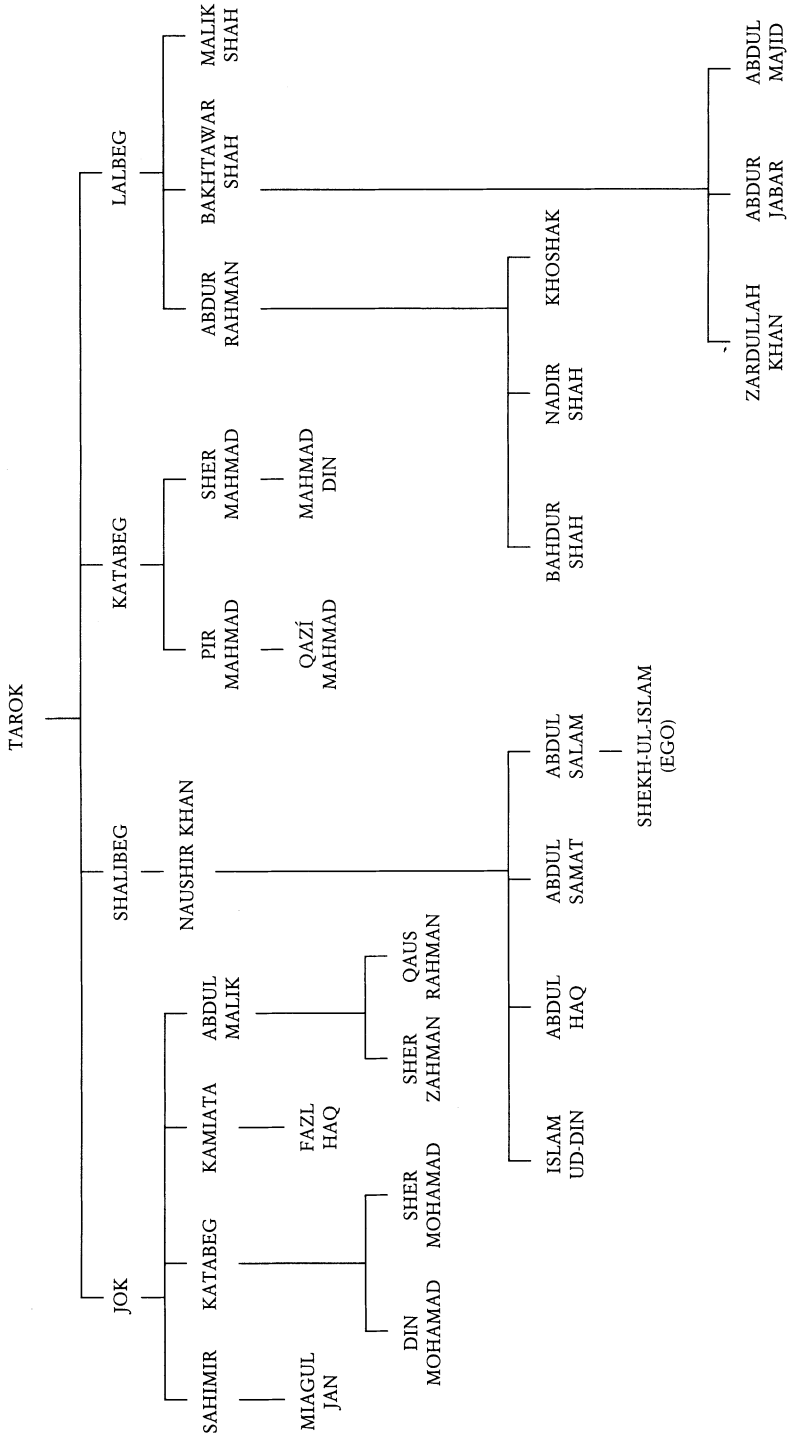 TAROK
JOK
SHALIBEG
KATABEG
LALBEG
SAHIMIR
KATABEG
KAMIATA
ABDUL
MALIK
NAUSHIR KHAN
PIR
MAHMAD
SHER
MAHMAD
ABDUR
RAHMAN
BAKHTAWAR
SHAH
MALIK
SHAH
MIAGUL
JAN
FAZL
HAQ
QAZÍ
MAHMAD
MAHMAD
DIN
DIN
MOHAMAD
SHER
MOHAMAD
SHER
ZAHMAN
QAUS
RAHMAN
ISLAM
UD-DIN
ABDUL
HAQ
ABDUL
SAMAT
ABDUL
SALAM
BAHDUR
SHAH
NADIR
SHAH
KHOSHAK
SHEKH-UL-ISLAM
(EGO)
ZARDULLAH
KHAN
ABDUR
JABAR
ABDUL
MAJID